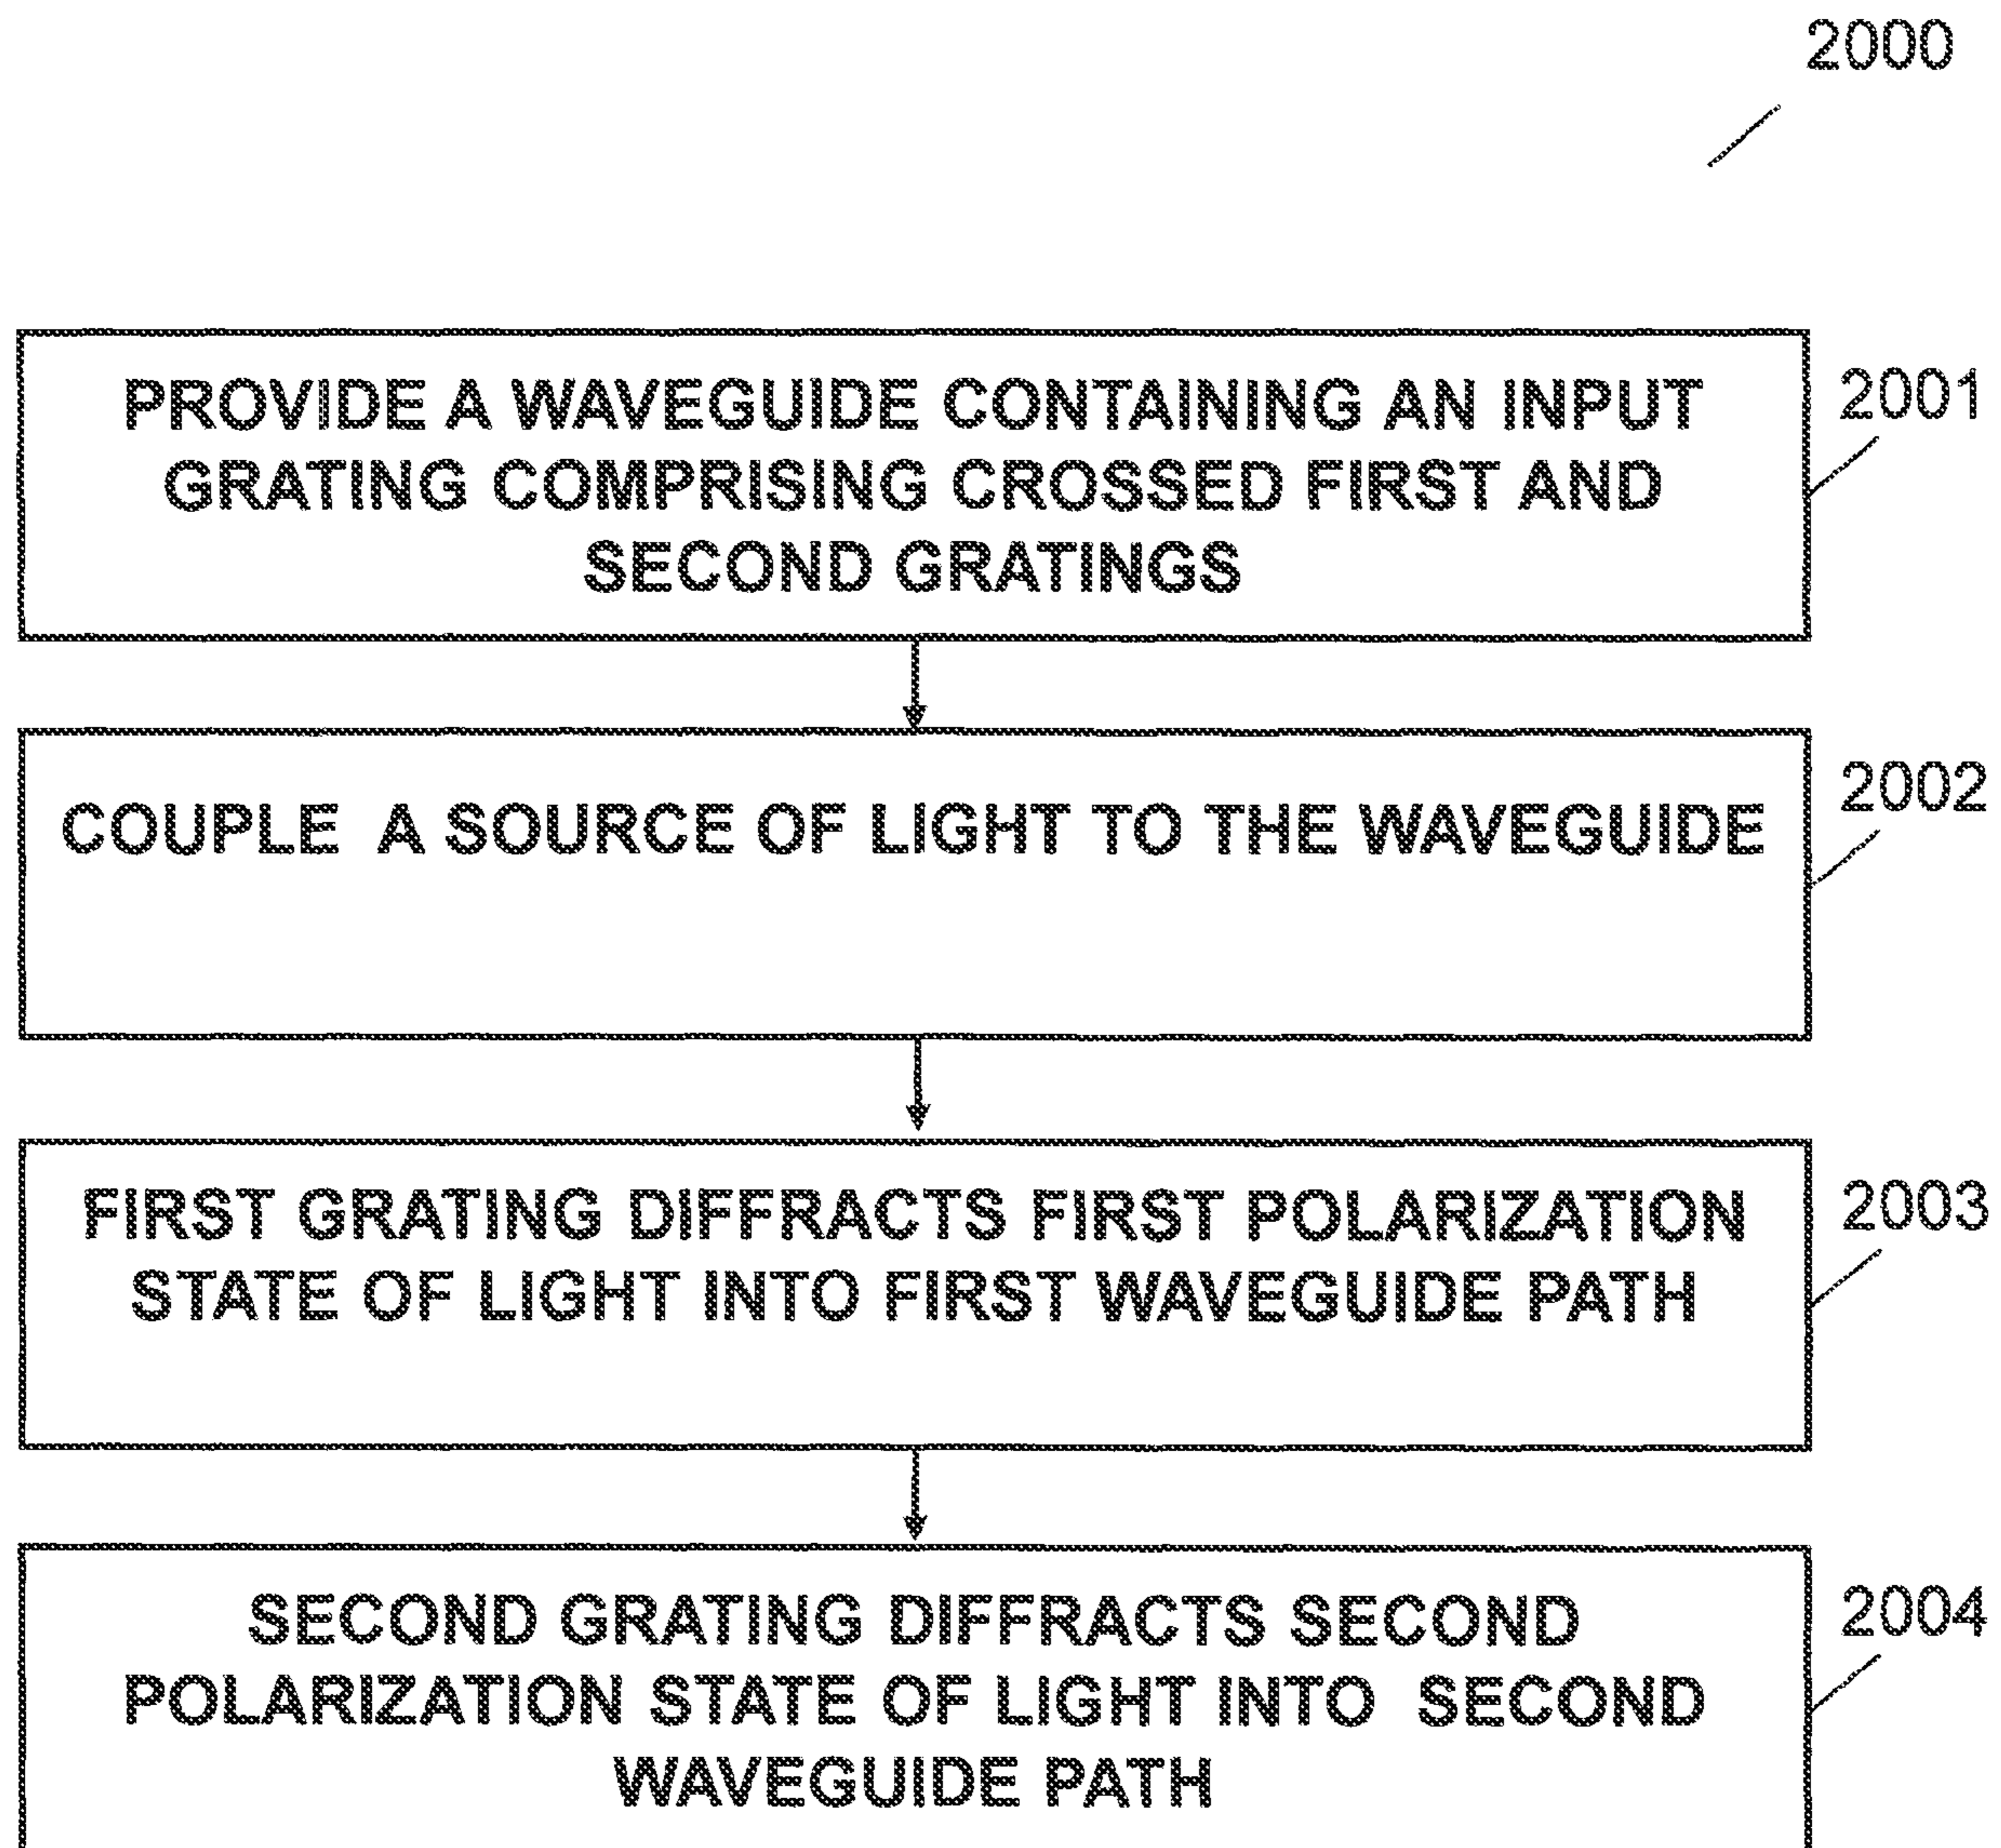 2000
PROVIDE A WAVEGUIDE CONTAINING AN INPUT
GRATING COMPRISING CROSSED FIRST AND
SECOND GRATINGS
2001
COUPLE A SOURCE OF LIGHT TO THE WAVEGUIDE
2002
FIRST GRATING DIFFRACTS FIRST POLARIZATION
STATE OF LIGHT INTO FIRST WAVEGUIDE PATH
2003
SECOND GRATING DIFFRACTS SECOND
POLARIZATION STATE OF LIGHT INTO SECOND
WAVEGUIDE PATH
2004